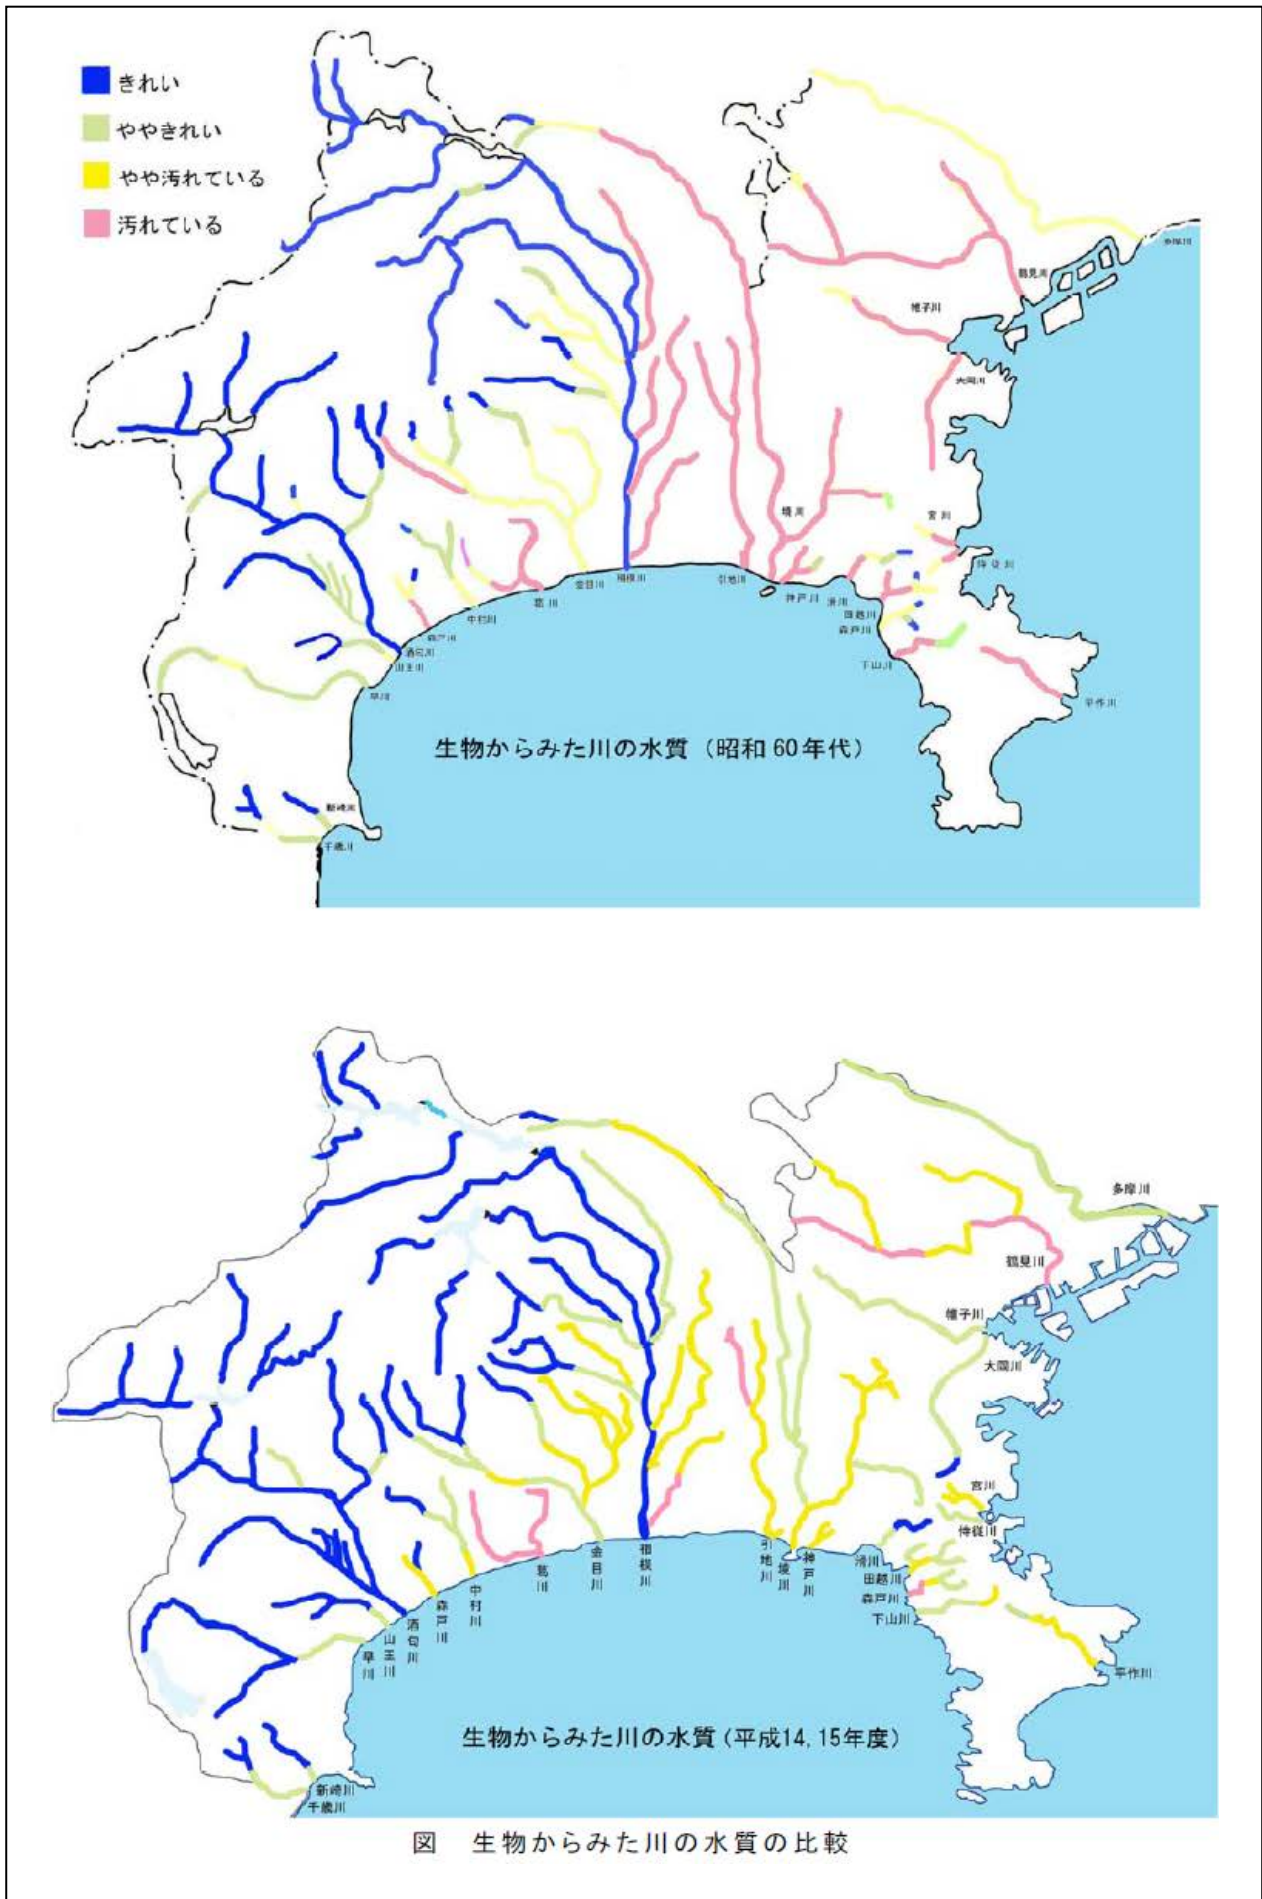 きれい
ややきれい
やや汚れている
汚れている
多摩川
鶴見川
帷子川
大岡川
境川
宮川
侍従川
金目川
相模川
引地川
神戸川
滑川
葛川
田越川
中村川
森戸川
森戸川
酒匂川
下山川
山王川
早川
平作川
生物からみた川の水質(昭和60年代)
新崎川
千歳川
多摩川
鶴見川
帷子川
大岡川
宮川
侍従川
金目川
相模川
引地川
境川
神戸川
滑川
葛川
田越川
中村川
森戸川
森戸川
酒匂川
下山川
山王川
早川
平作川
生物からみた川の水質(平成14,15年度)
新崎川
千歳川
図 生物からみた川の水質の比較